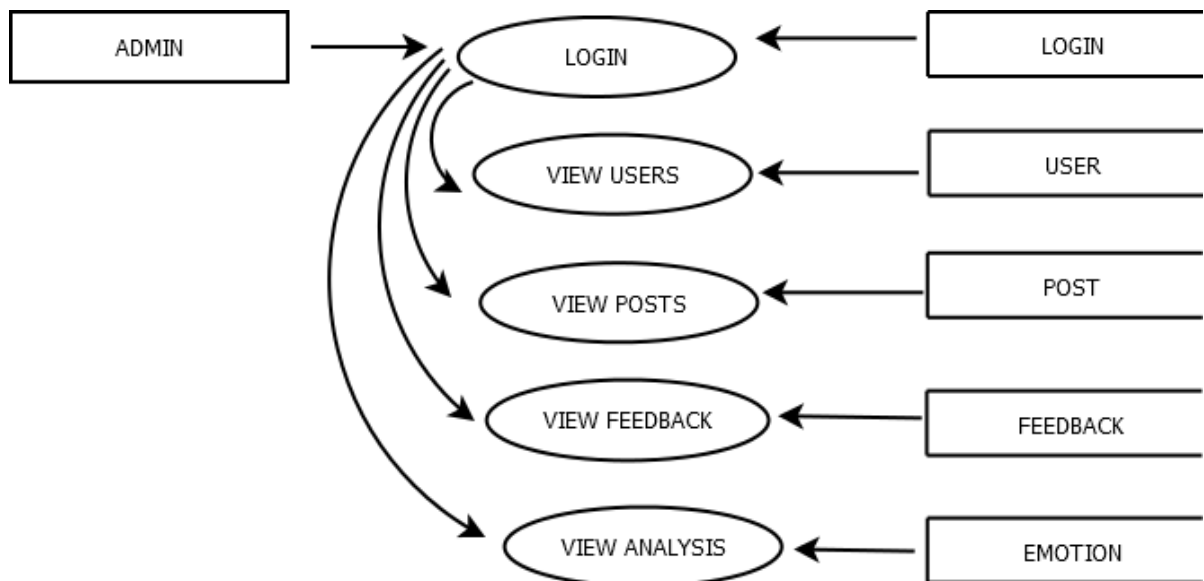 ADMIN
LOGIN
LOGIN
VIEW USERS
USER
VIEW POSTS
POST
VIEW FEEDBACK
FEEDBACK
VIEW ANALYSIS
EMOTION